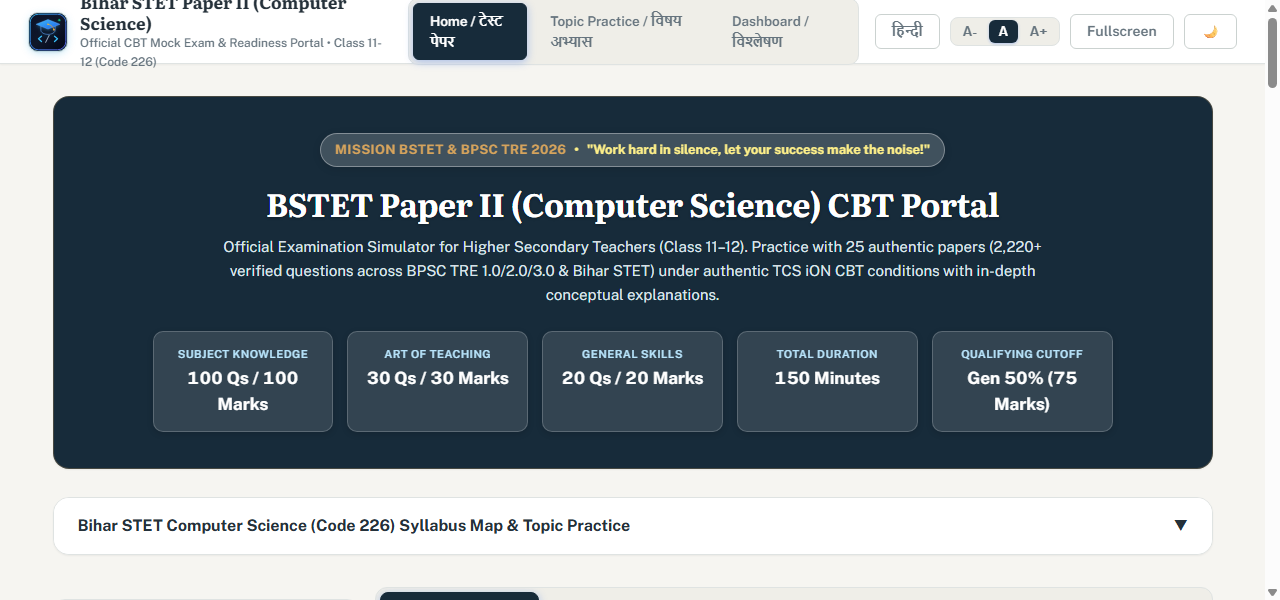 Bihar STET Paper II (Computer
Science)
Official CBT Mock Exam & Readiness Portal • Class 11-
12 (Code 226)
Home / टेस्ट
पेपर
Topic Practice / विषय
अभ्यास
Dashboard /
विश्लेषण
हिन्दी
A-
A
A+
Fullscreen
MISSION BSTET & BPSC TRE 2026 • "Work hard in silence, let your success make the noise!"
BSTET Paper II (Computer Science) CBT Portal
Official Examination Simulator for Higher Secondary Teachers (Class 11–12). Practice with 25 authentic papers (2,220+
verified questions across BPSC TRE 1.0/2.0/3.0 & Bihar STET) under authentic TCS iON CBT conditions with in-depth
conceptual explanations.
SUBJECT KNOWLEDGE
100 Qs / 100
Marks
ART OF TEACHING
30 Qs / 30 Marks
GENERAL SKILLS
20 Qs / 20 Marks
TOTAL DURATION
150 Minutes
QUALIFYING CUTOFF
Gen 50% (75
Marks)
Bihar STET Computer Science (Code 226) Syllabus Map & Topic Practice